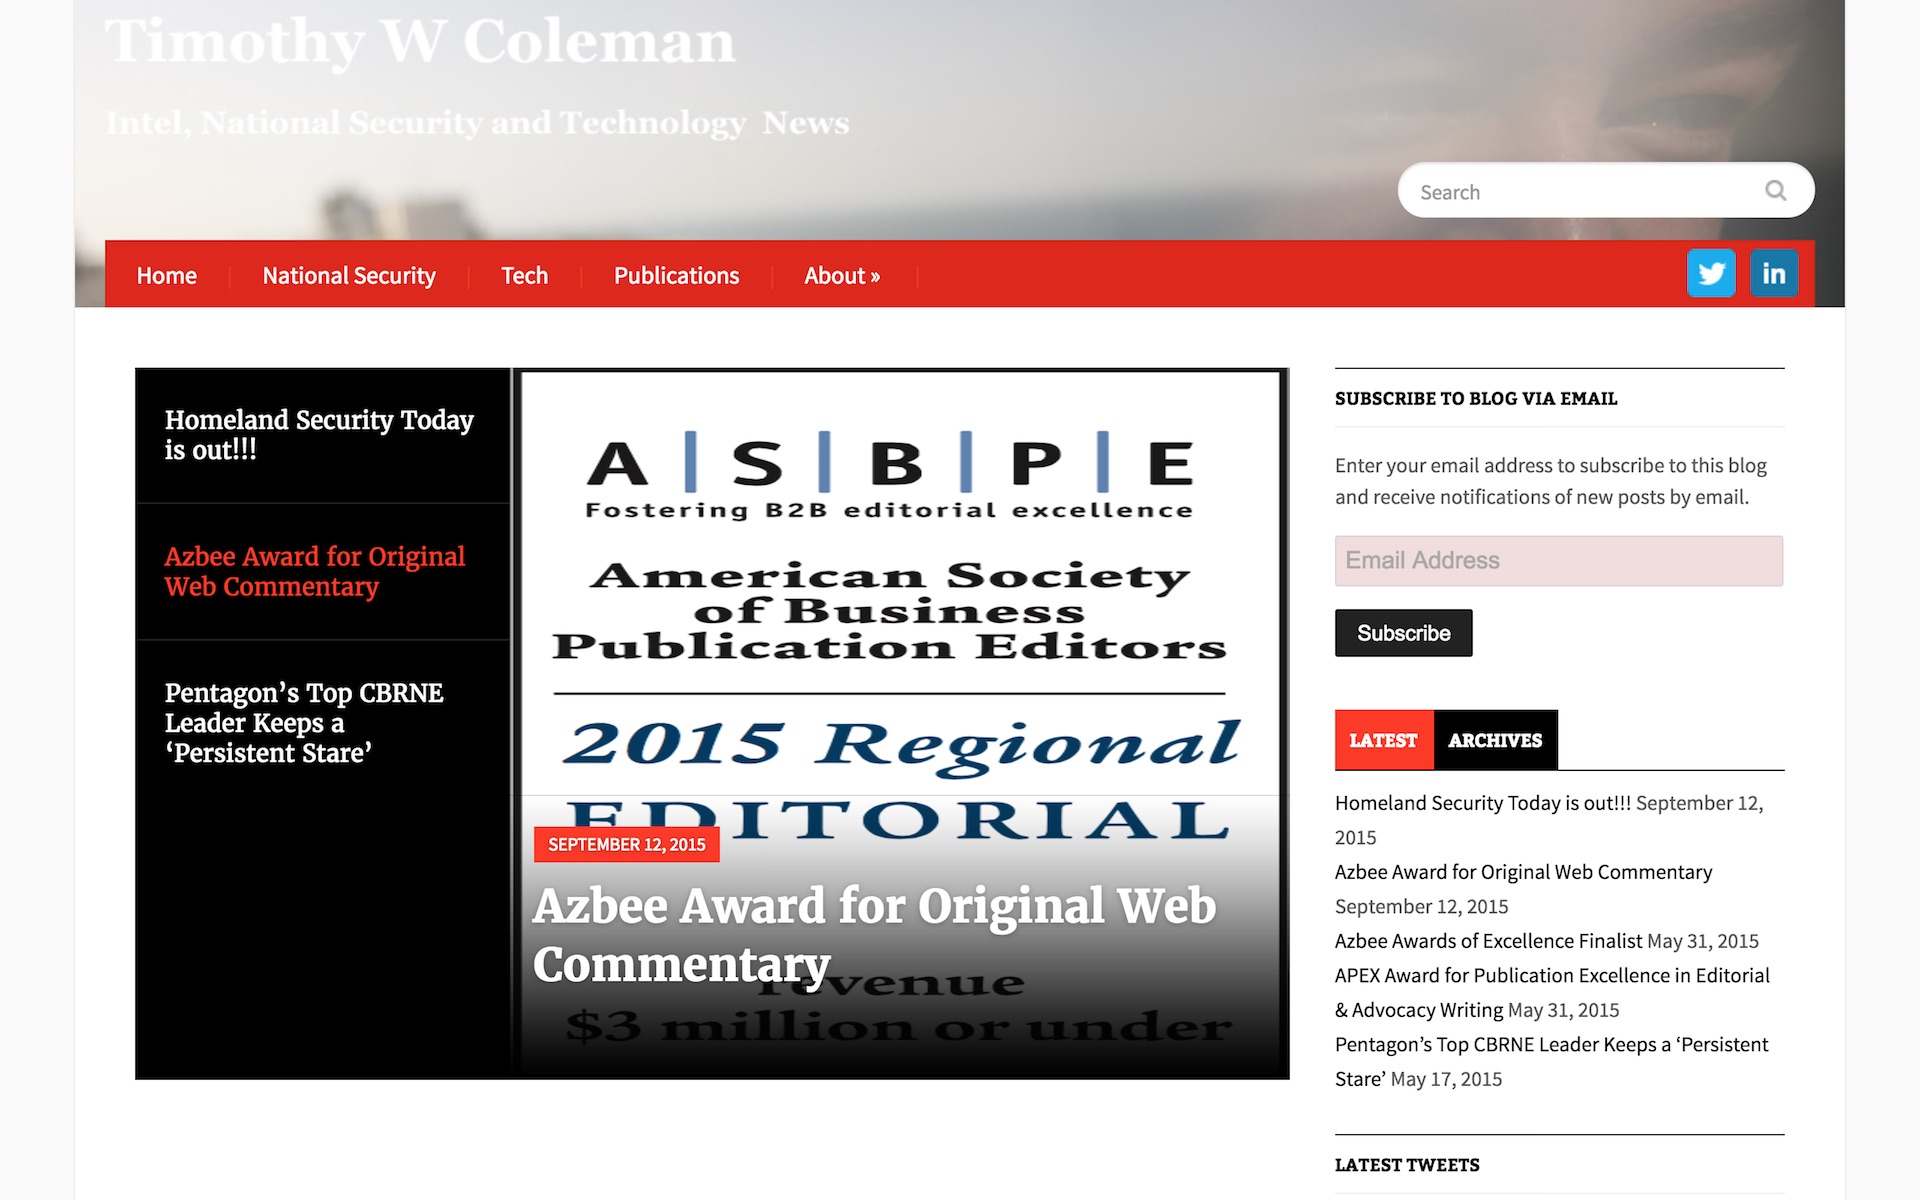 Timothy W Coleman
Intel, National Security and Technology News
Search
Home
National Security
Tech
Publications
About »
in
Homeland Security Today
is out!!!
Azbee Award for Original
Web Commentary
Pentagon’s Top CBRNE
Leader Keeps a
‘Persistent Stare’
A|S|B|P|E
Fostering B2B editorial excellence
American Society
of Business
Publication Editors
2015 Regional
EDITORIAL
SEPTEMBER 12, 2015
Azbee Award for Original Web
Commentary
revenue
$3 million or under
SUBSCRIBE TO BLOG VIA EMAIL
Enter your email address to subscribe to this blog
and receive notifications of new posts by email.
Email Address
Subscribe
LATEST
ARCHIVES
Homeland Security Today is out!!! September 12,
2015
Azbee Award for Original Web Commentary
September 12, 2015
Azbee Awards of Excellence Finalist May 31, 2015
APEX Award for Publication Excellence in Editorial
& Advocacy Writing May 31, 2015
Pentagon’s Top CBRNE Leader Keeps a ‘Persistent
Stare’ May 17, 2015
LATEST TWEETS